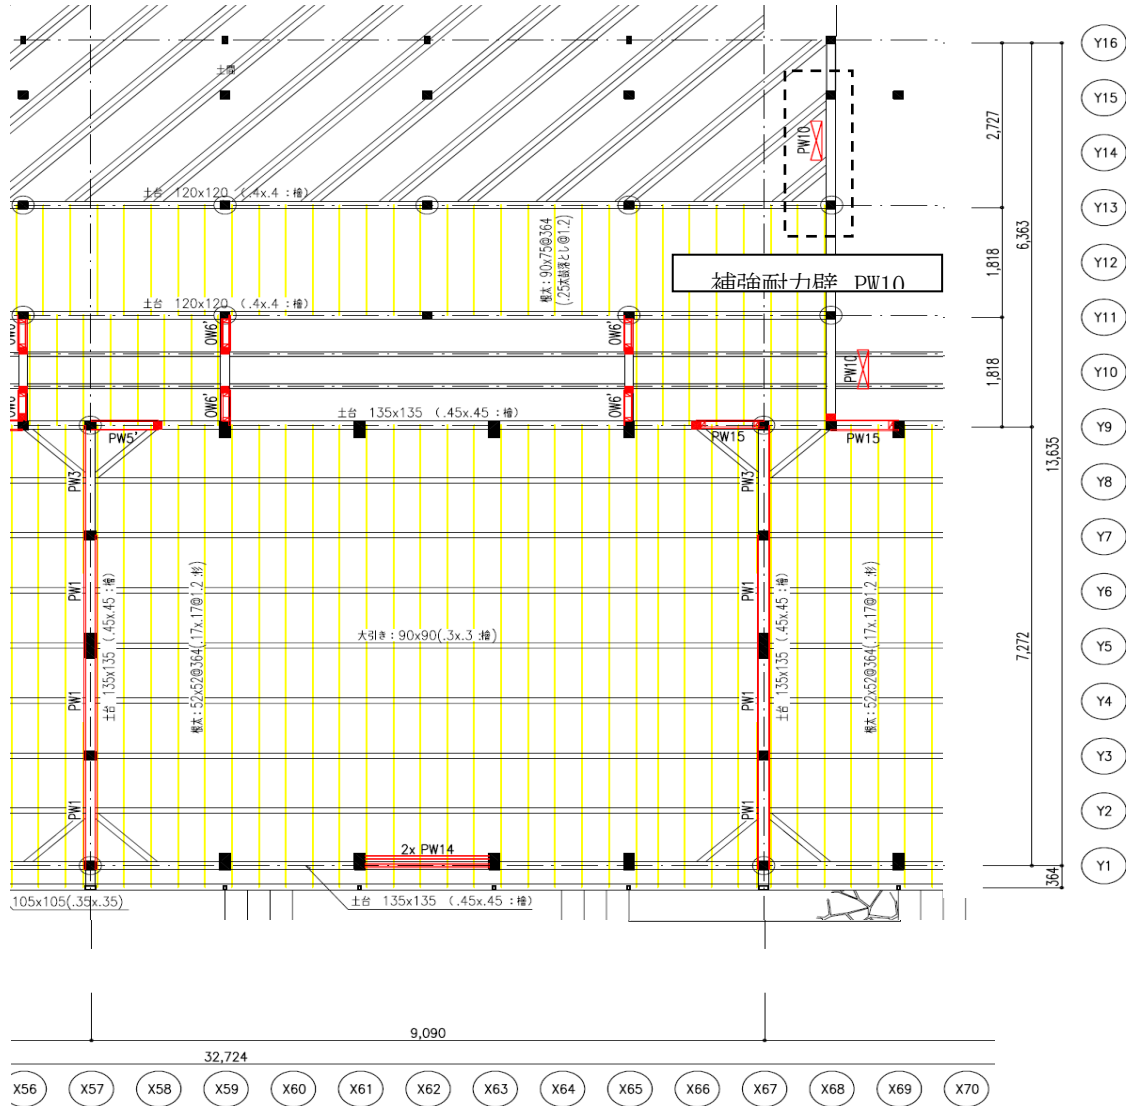 Y16
土間
Y15
2,727
PW10
Y14
土台 120x120 (.4x.4 :檜)
Y13
根太:90x75@364
(.25太鼓落とし@1.2)
6,363
1,818
Y12
補強耐力壁 PW10
土台 120x120 (.4x.4 :檜)
Y11
OW6'
OW6'
PW10
1,818
Y10
OW6'
OW6'
土台 135x135 (.45x.45 :檜)
Y9
PW5'
PW15
PW15
13,635
PW3
PW3
Y8
Y7
PW1
土台 135x135 (.45x.45 :檜)
根太:52x52@364(.17x.17@1.2 :杉)
PW1
土台 135x135 (.45x.45 :檜)
根太:52x52@364(.17x.17@1.2 :杉)
Y6
大引き:90x90(.3x.3 :檜)
7,272
Y5
PW1
PW1
Y4
Y3
PW1
PW1
Y2
2x PW14
Y1
364
105x105(.35x.35)
土台 135x135 (.45x.45 :檜)
9,090
32,724
X56 X57 X58 X59 X60 X61 X62 X63 X64 X65 X66 X67 X68 X69 X70